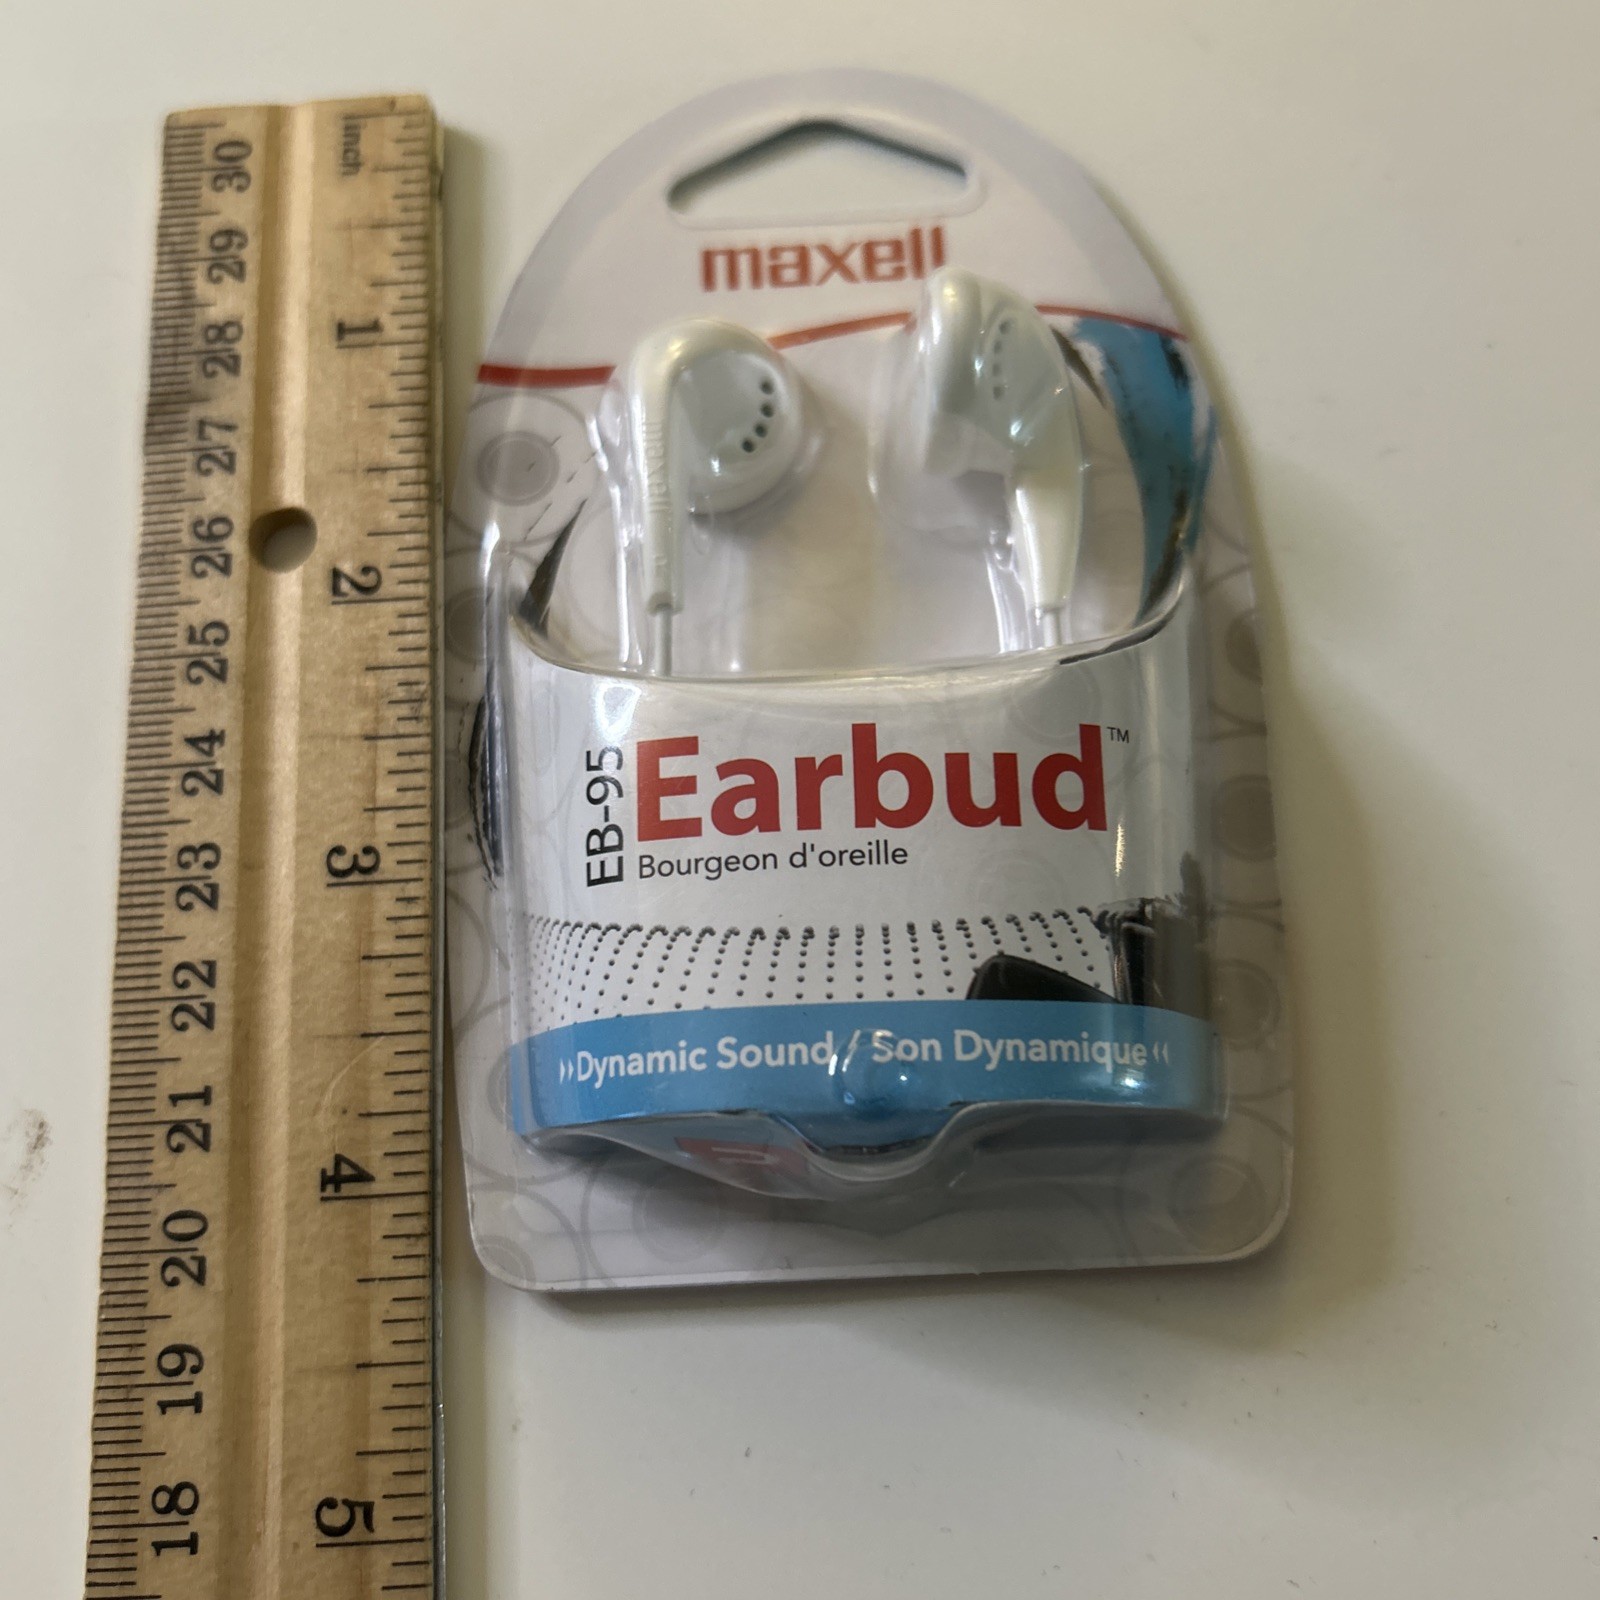 inch
1
2
3
4
5
30
29
28
27
26
25
24
23
22
21
20
19
18
maxell
maxell
EB-95
Earbud™
Bourgeon d'oreille
Dynamic Sound / Son Dynamique